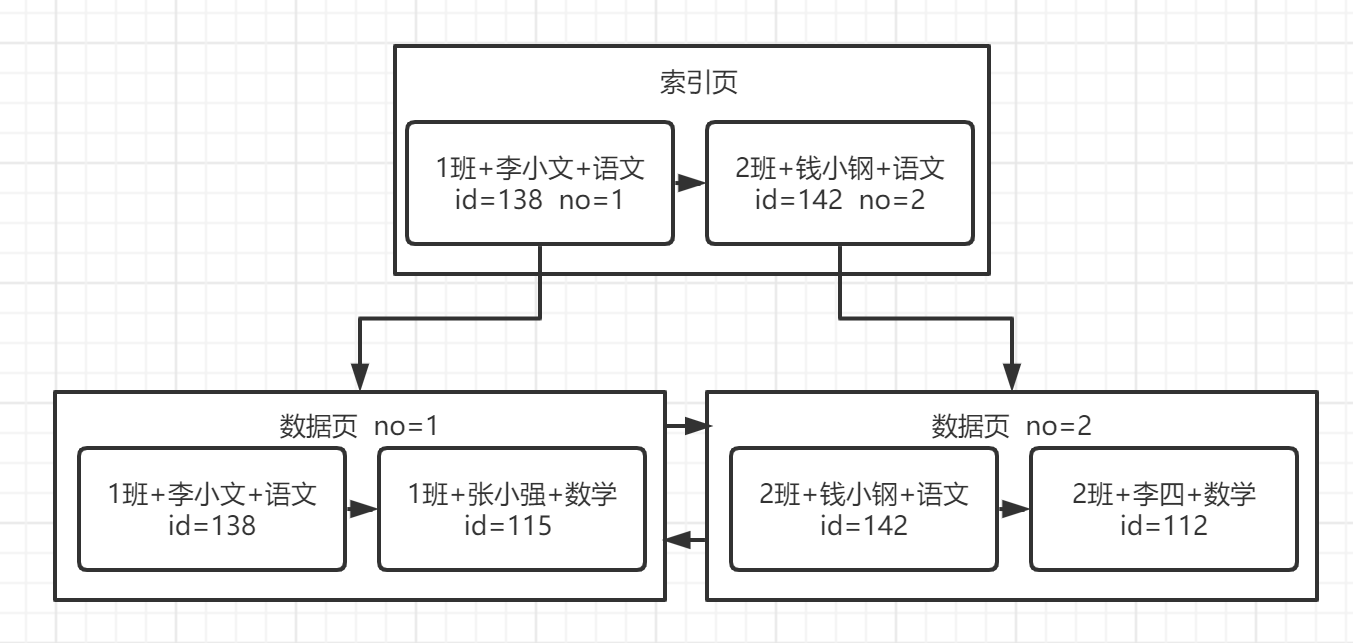 索引页
1班+李小文+语文
id=138 no=1
2班+钱小钢+语文
id=142 no=2
数据页 no=1
1班+李小文+语文
id=138
1班+张小强+数学
id=115
数据页 no=2
2班+钱小钢+语文
id=142
2班+李四+数学
id=112